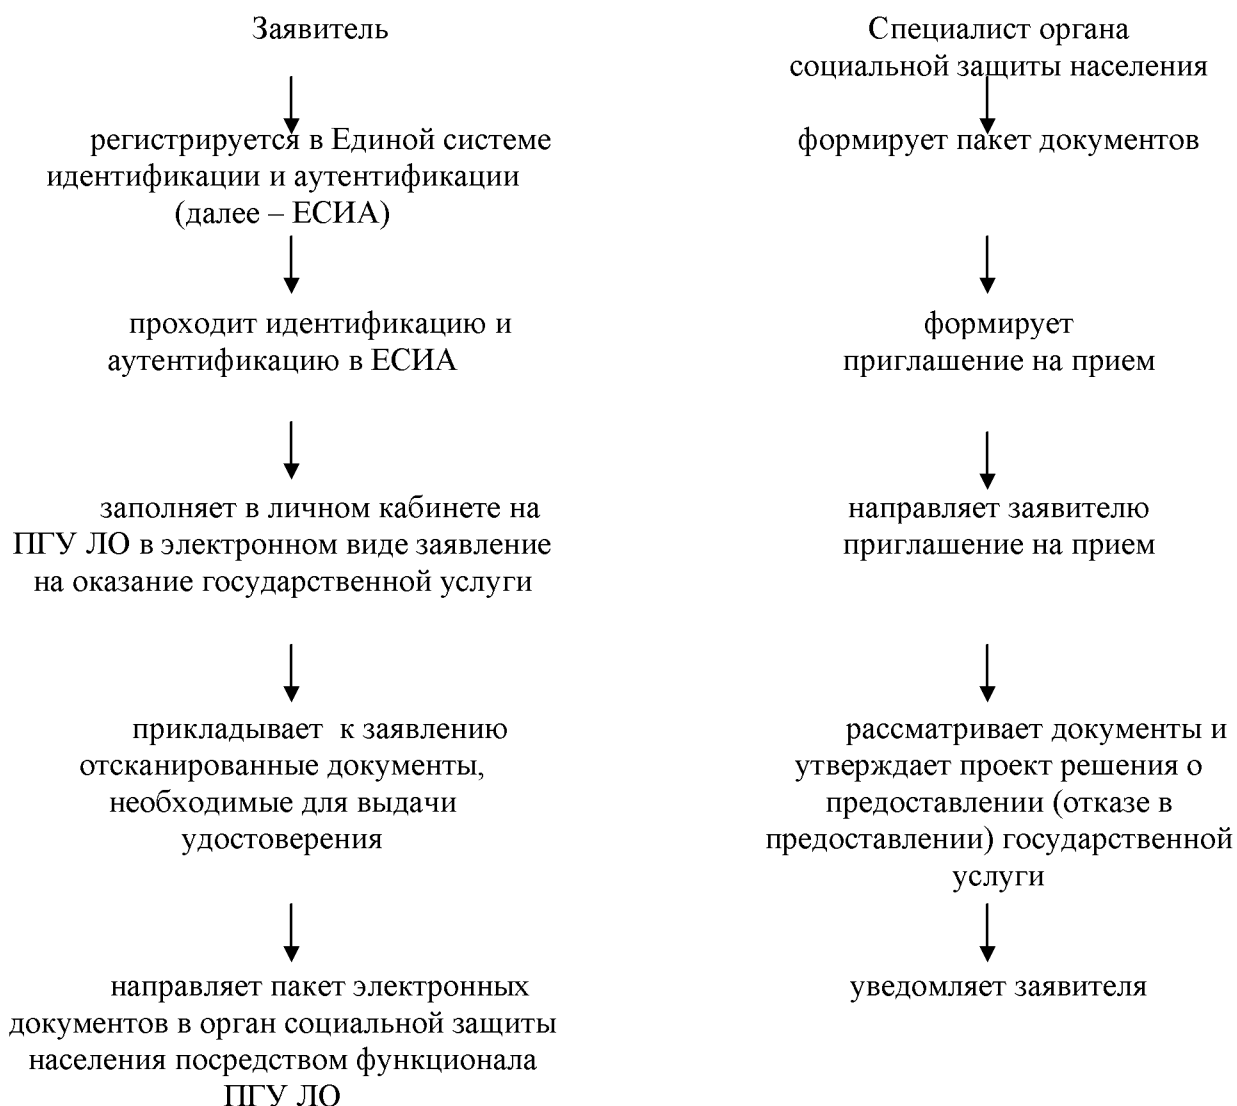 Заявитель
регистрируется в Единой системе
идентификации и аутентификации
(далее – ЕСИА)
проходит идентификацию и
аутентификацию в ЕСИА
заполняет в личном кабинете на
ПГУ ЛО в электронном виде заявление
на оказание государственной услуги
прикладывает к заявлению
отсканированные документы,
необходимые для выдачи
удостоверения
направляет пакет электронных
документов в орган социальной защиты
населения посредством функционала
ПГУ ЛО
Специалист органа
социальной защиты населения
формирует пакет документов
формирует
приглашение на прием
направляет заявителю
приглашение на прием
рассматривает документы и
утверждает проект решения о
предоставлении (отказе в
предоставлении) государственной
услуги
уведомляет заявителя